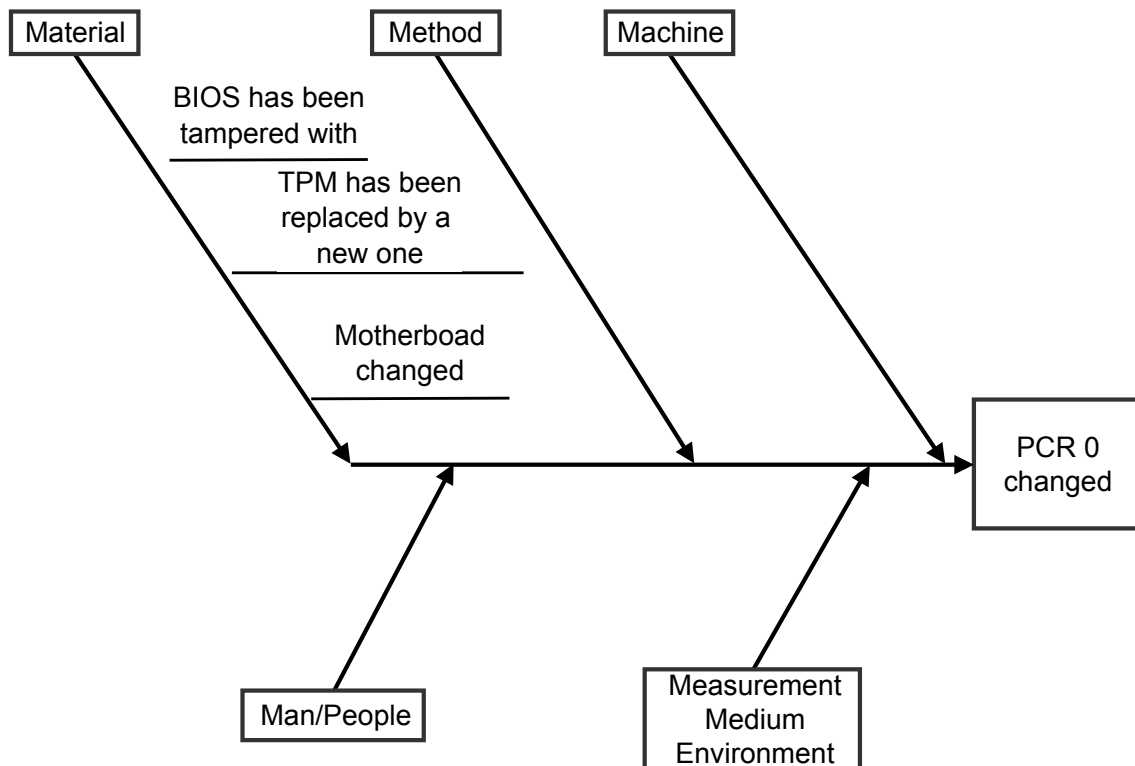 Material
Method
Machine
BIOS has been
tampered with
TPM has been
replaced by a
new one
Motherboad
changed
PCR 0
changed
Man/People
Measurement
Medium
Environment